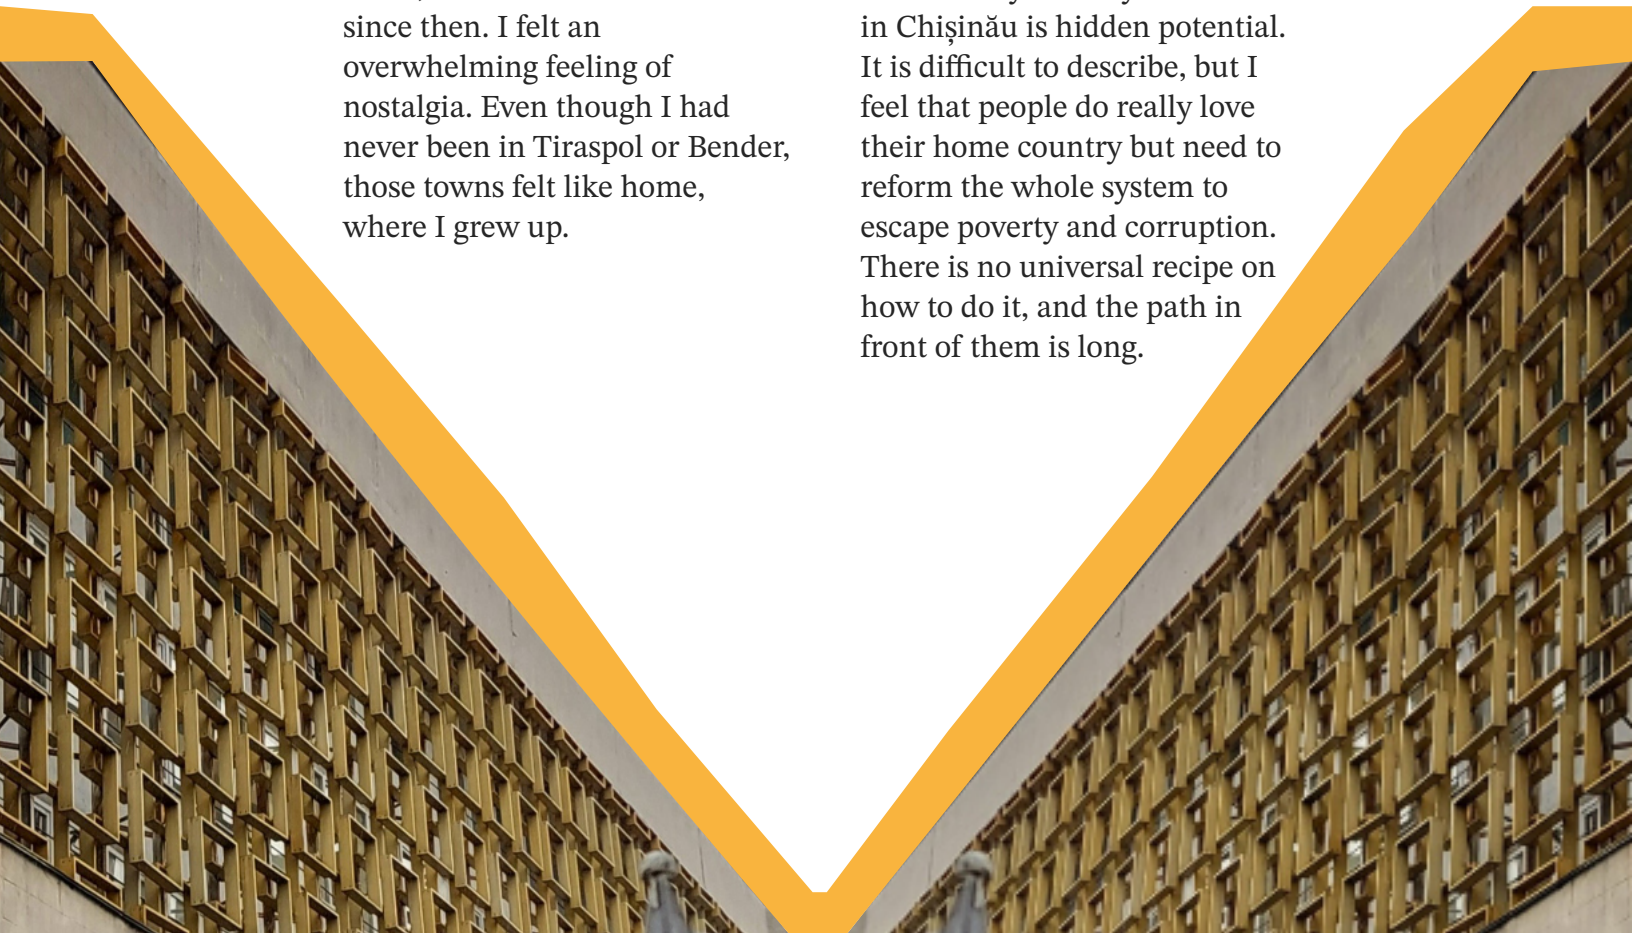 since then. I felt an
overwhelming feeling of
nostalgia. Even though I had
never been in Tiraspol or Bender,
those towns felt like home,
where I grew up.
in Chișinău is hidden potential.
It is difficult to describe, but I
feel that people do really love
their home country but need to
reform the whole system to
escape poverty and corruption.
There is no universal recipe on
how to do it, and the path in
front of them is long.